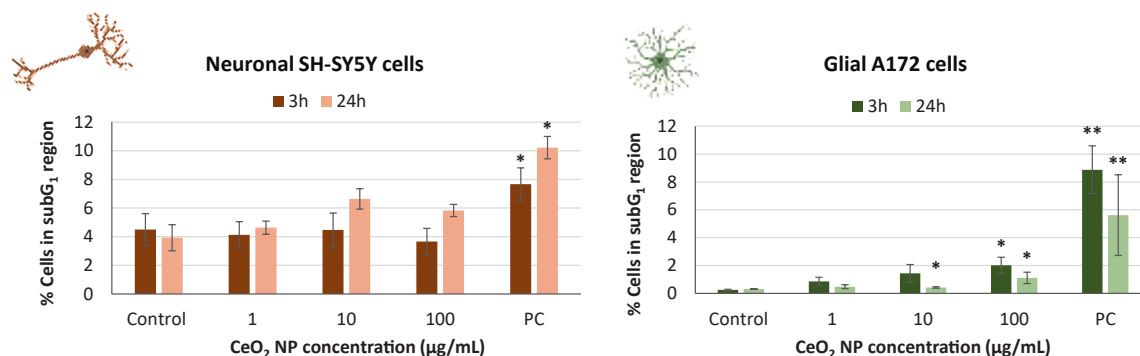 Neuronal SH-SY5Y cells
3h 24h
% Cells in subG₁ region
12
10
8
6
4
2
0
* *
Control 1 10 100 PC
CeO₂ NP concentration (µg/mL)
Glial A172 cells
3h 24h
% Cells in subG₁ region
12
10
8
6
4
2
0
* * * ** **
Control 1 10 100 PC
CeO₂ NP concentration (µg/mL)